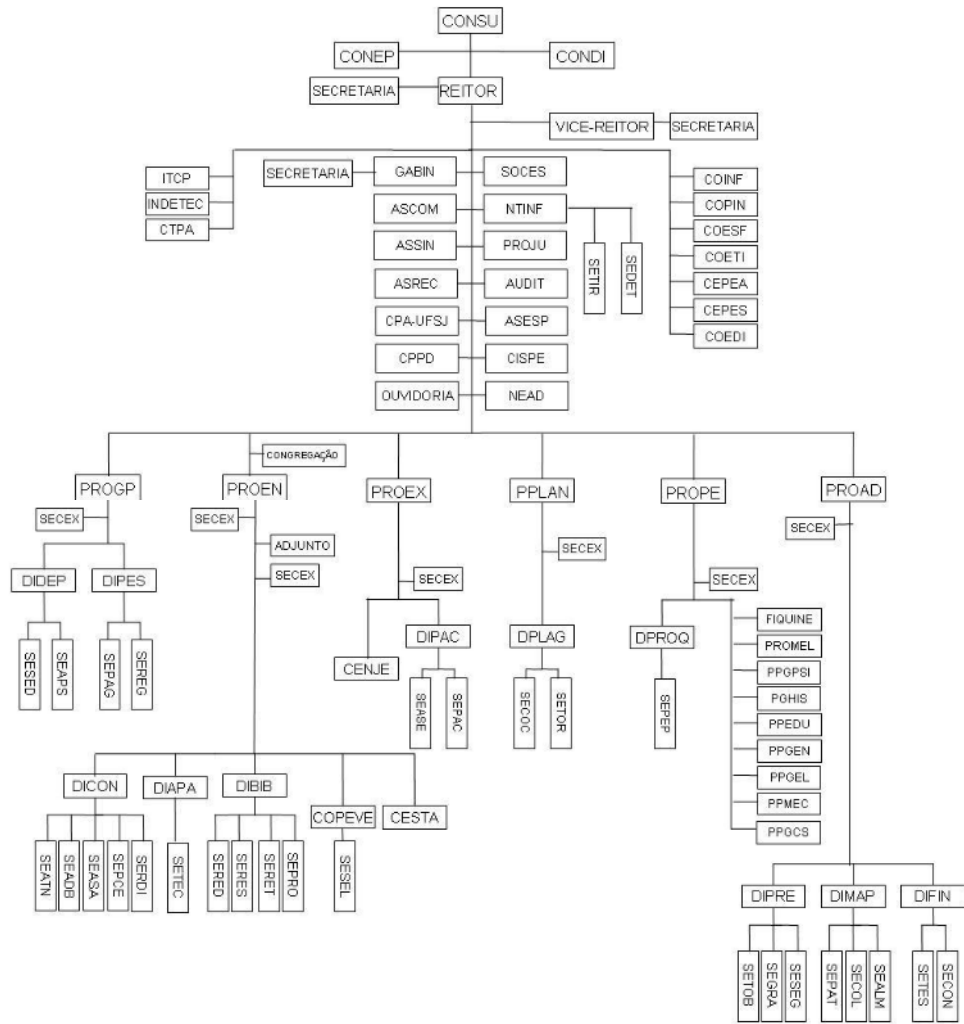 CONSU
CONEP
CONDI
SECRETARIA
REITOR
VICE-REITOR
SECRETARIA
ITCP
INDETEC
CTPA
SECRETARIA
GABIN
SOCES
ASCOM
NTINF
ASSIN
PROJU
ASREC
AUDIT
CPA-UFSJ
ASESP
CPPD
CISPE
OUVIDORIA
NEAD
SETIR
SEDET
COINF
COPIN
COESF
COETI
CEPEA
CEPES
COEDI
CONGREGAÇÃO
PROGP
PROEN
PROEX
PPLAN
PROPE
PROAD
SECEX
SECEX
ADJUNTO
SECEX
SECEX
SECEX
SECEX
SECEX
DIDEP
DIPES
SESED
SEAPS
SEPAG
SEREG
CENJE
DIPAC
SEASE
SEPAC
DPLAG
SECOC
SETOR
DPROQ
SEPEP
FIQUINE
PROMEL
PPGPSI
PGHIS
PPEDU
PPGEN
PPGEL
PPMEC
PPGCS
DICON
DIAPA
DIBIB
COPEVE
CESTA
SEATN
SEADB
SEASA
SEPCE
SERDI
SETEC
SERED
SERES
SERET
SEPRO
SESEL
DIPRE
DIMAP
DIFIN
SETOB
SEGRA
SESEG
SEPAT
SECOL
SEALM
SETES
SECON